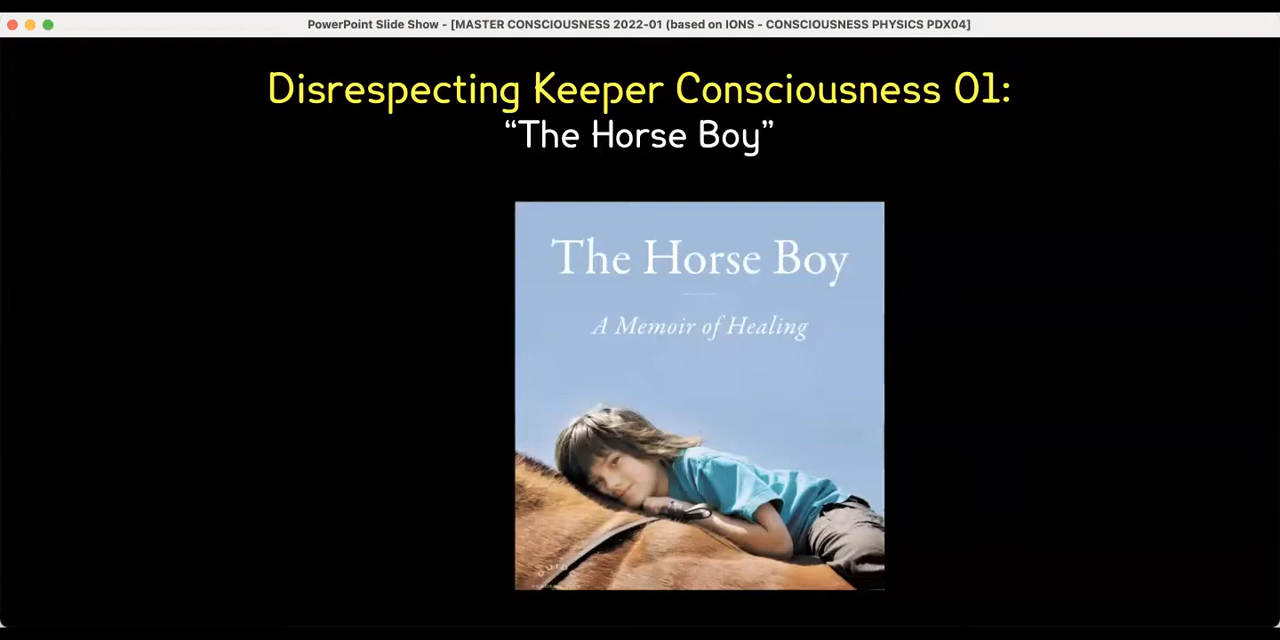 PowerPoint Slide Show - [MASTER CONSCIOUSNESS 2022-01 (based on IONS - CONSCIOUSNESS PHYSICS PDX04]
Disrespecting Keeper Consciousness 01:
“The Horse Boy”
The Horse Boy
A Memoir of Healing